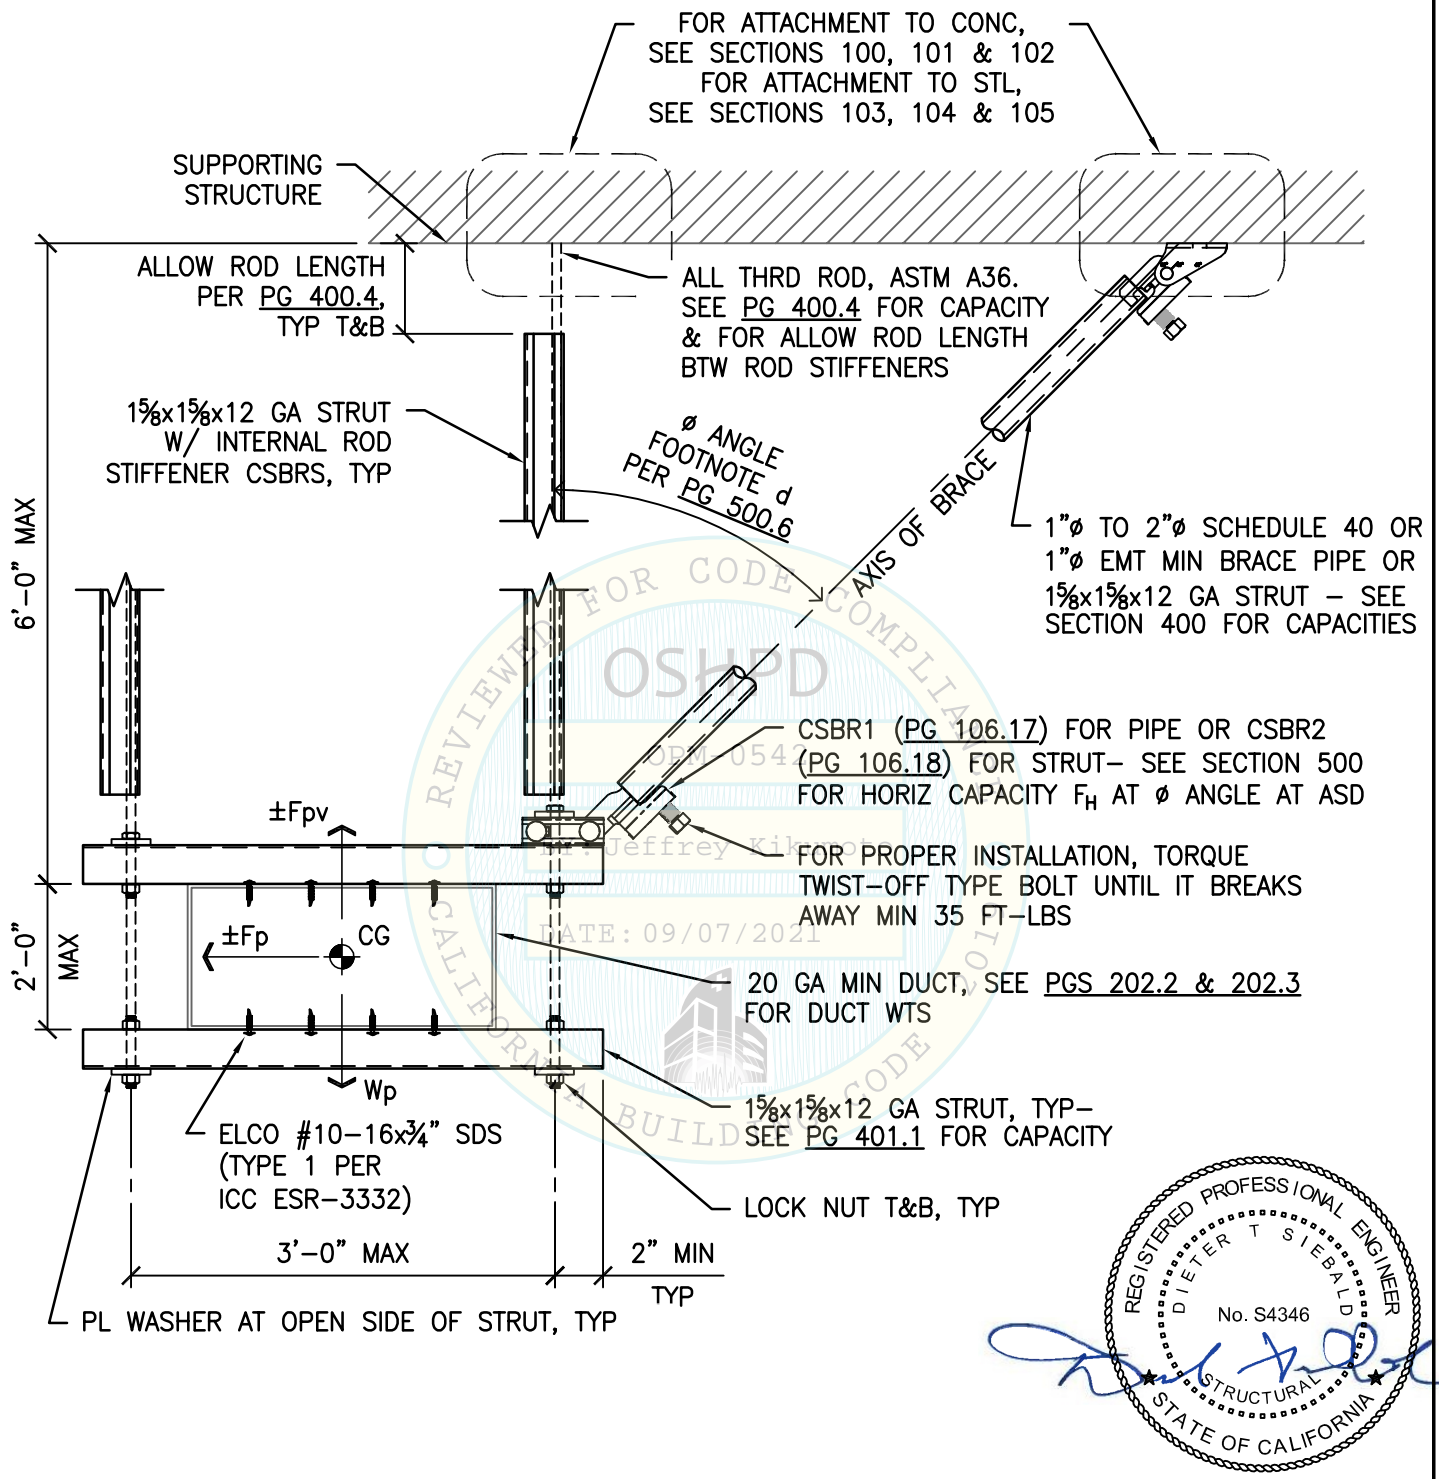 FOR ATTACHMENT TO CONC,
SEE SECTIONS 100, 101 & 102
FOR ATTACHMENT TO STL,
SEE SECTIONS 103, 104 & 105
SUPPORTING
STRUCTURE
ALLOW ROD LENGTH
PER PG 400.4,
TYP T&B
ALL THRD ROD, ASTM A36.
SEE PG 400.4 FOR CAPACITY
& FOR ALLOW ROD LENGTH
BTW ROD STIFFENERS
1⅝x1⅝x12 GA STRUT
W/ INTERNAL ROD
STIFFENER CSBRS, TYP
ø ANGLE
FOOTNOTE d
PER PG 500.6
AXIS OF BRACE
6'-0" MAX
1"ø TO 2"ø SCHEDULE 40 OR
1"ø EMT MIN BRACE PIPE OR
1⅝x1⅝x12 GA STRUT – SEE
SECTION 400 FOR CAPACITIES
REVIEWED FOR CODE COMPLIANCE
OSHPD
OPM-0542
CSBR1 (PG 106.17) FOR PIPE OR CSBR2
(PG 106.18) FOR STRUT– SEE SECTION 500
FOR HORIZ CAPACITY FH AT ø ANGLE AT ASD
±Fpv
BY: Jeffrey Kikumoto
FOR PROPER INSTALLATION, TORQUE
TWIST-OFF TYPE BOLT UNTIL IT BREAKS
AWAY MIN 35 FT-LBS
DATE: 09/07/2021
2'-0"
MAX
±Fp
CG
20 GA MIN DUCT, SEE PGS 202.2 & 202.3
FOR DUCT WTS
CALIFORNIA BUILDING CODE 2019
Wp
1⅝x1⅝x12 GA STRUT, TYP–
SEE PG 401.1 FOR CAPACITY
ELCO #10-16x¾" SDS
(TYPE 1 PER
ICC ESR-3332)
LOCK NUT T&B, TYP
3'-0" MAX
2" MIN
TYP
PL WASHER AT OPEN SIDE OF STRUT, TYP
REGISTERED PROFESSIONAL ENGINEER
DIETER T SIEBALD
No. S4346
STRUCTURAL
STATE OF CALIFORNIA